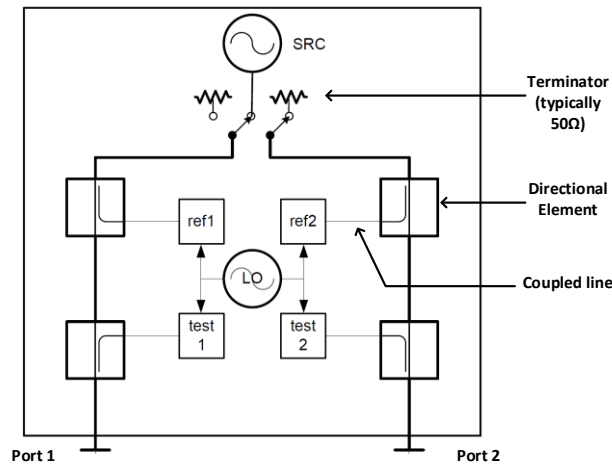 SRC
Terminator
(typically
50Ω)
Directional
Element
ref1
ref2
LO
Coupled line
test
1
test
2
Port 1
Port 2